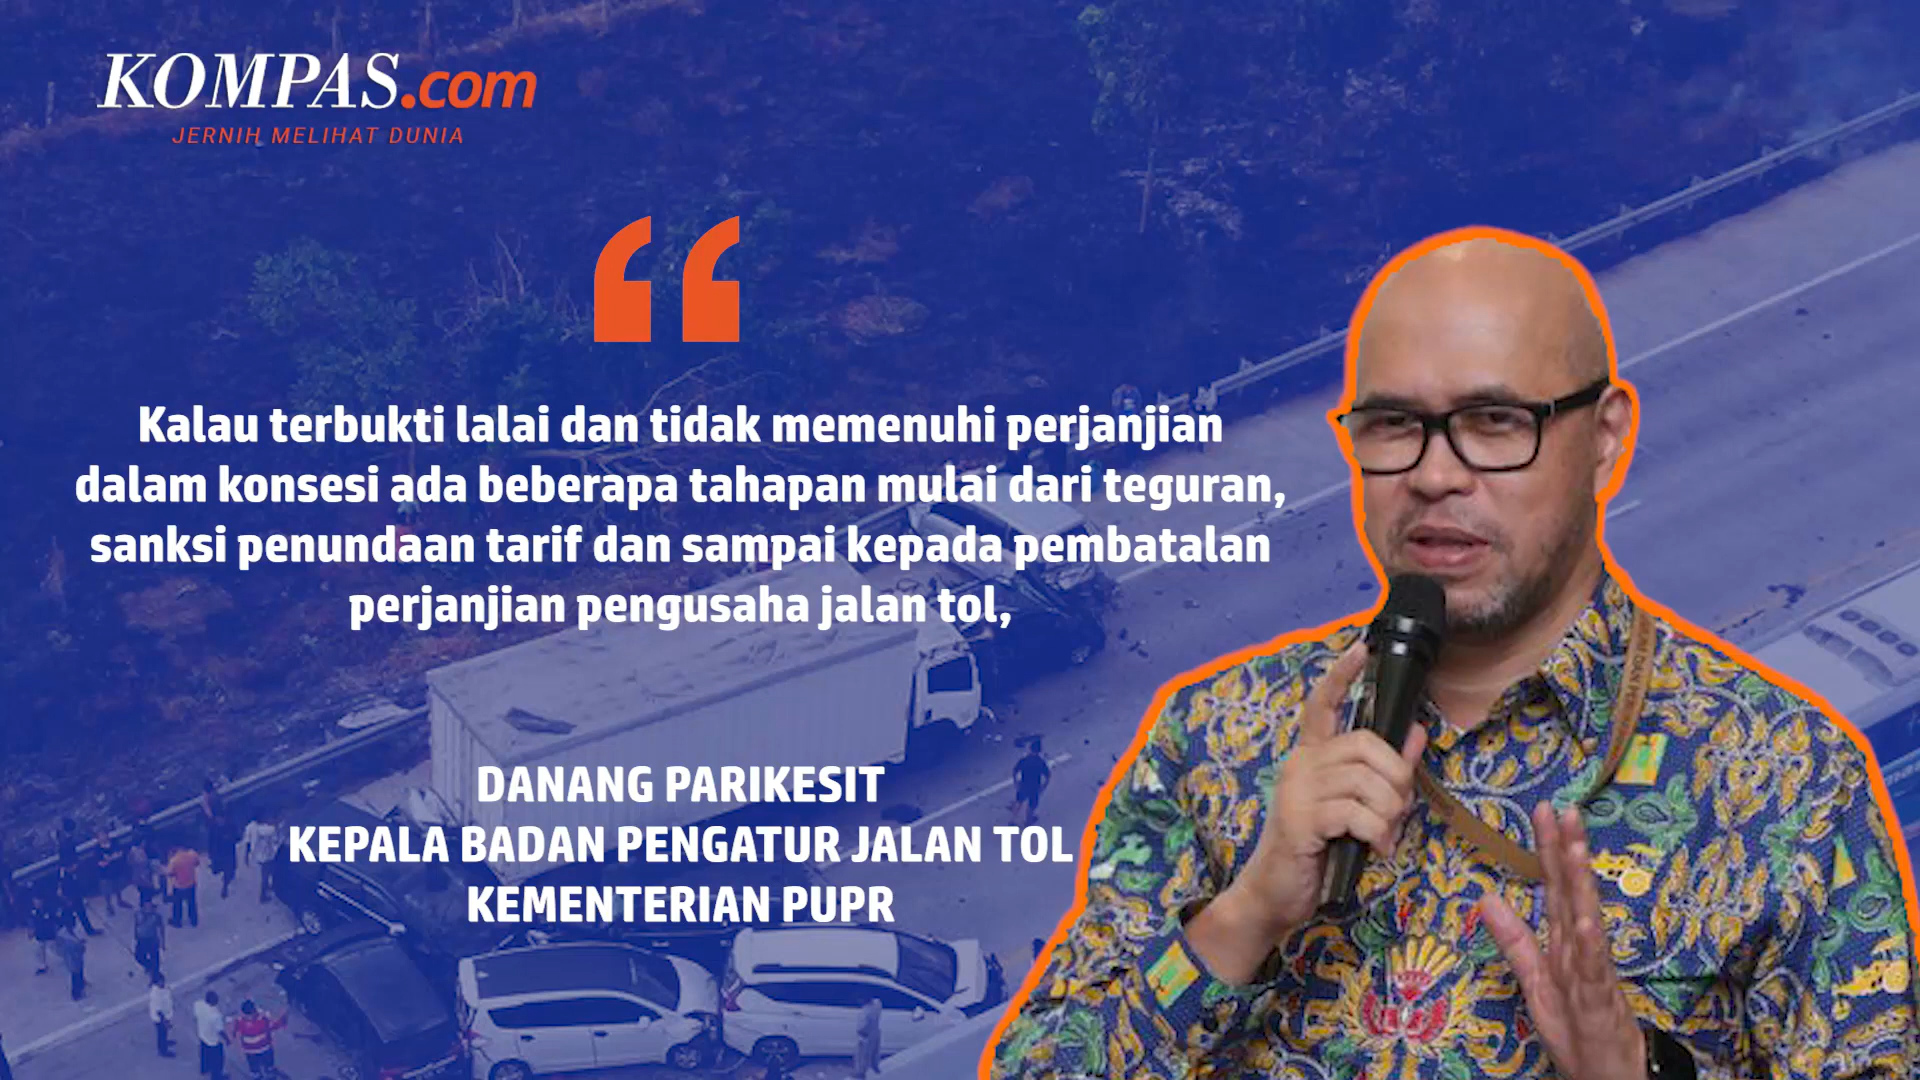 KOMPAS.com
JERNIH MELIHAT DUNIA
Kalau terbukti lalai dan tidak memenuhi perjanjian
dalam konsesi ada beberapa tahapan mulai dari teguran,
sanksi penundaan tarif dan sampai kepada pembatalan
perjanjian pengusaha jalan tol,
DANANG PARIKESIT
KEPALA BADAN PENGATUR JALAN TOL
KEMENTERIAN PUPR